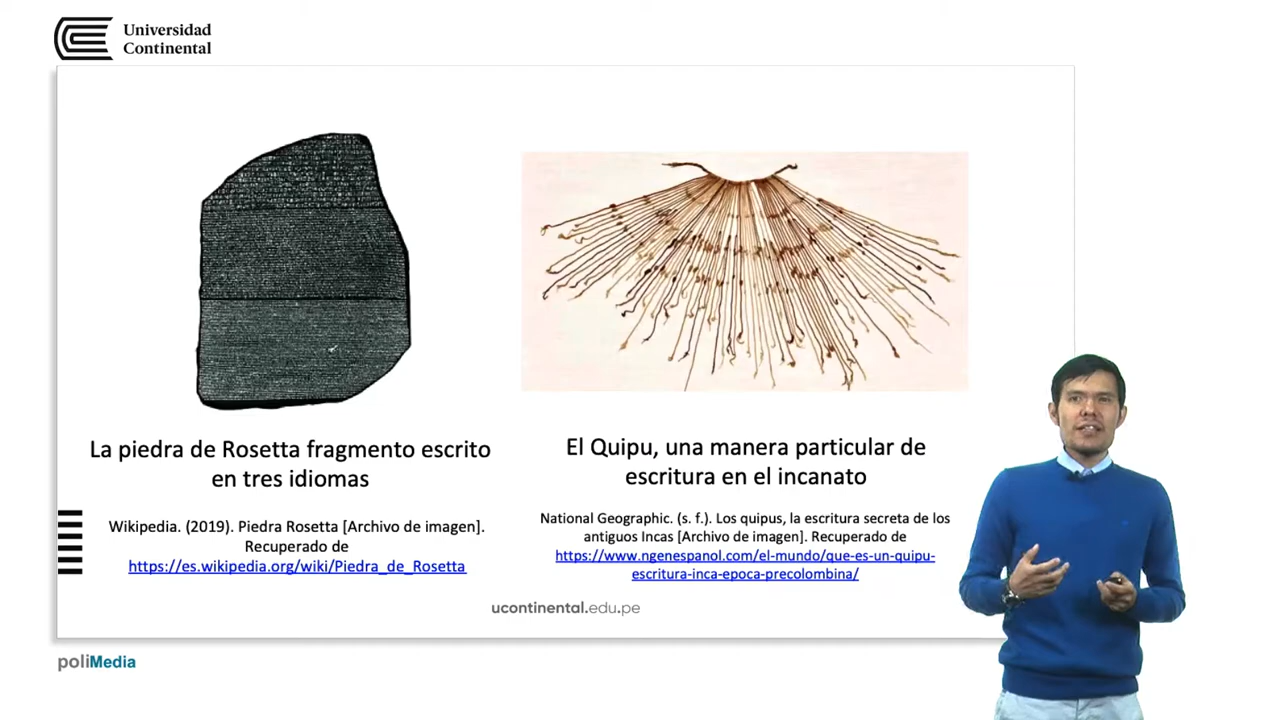 Universidad
Continental
La piedra de Rosetta fragmento escrito
en tres idiomas
Wikipedia. (2019). Piedra Rosetta [Archivo de imagen].
Recuperado de
https://es.wikipedia.org/wiki/Piedra_de_Rosetta
El Quipu, una manera particular de
escritura en el incanato
National Geographic. (s. f.). Los quipus, la escritura secreta de los
antiguos Incas [Archivo de imagen]. Recuperado de
https://www.ngenespanol.com/el-mundo/que-es-un-quipu-
escritura-inca-epoca-precolombina/
ucontinental.edu.pe
poliMedia